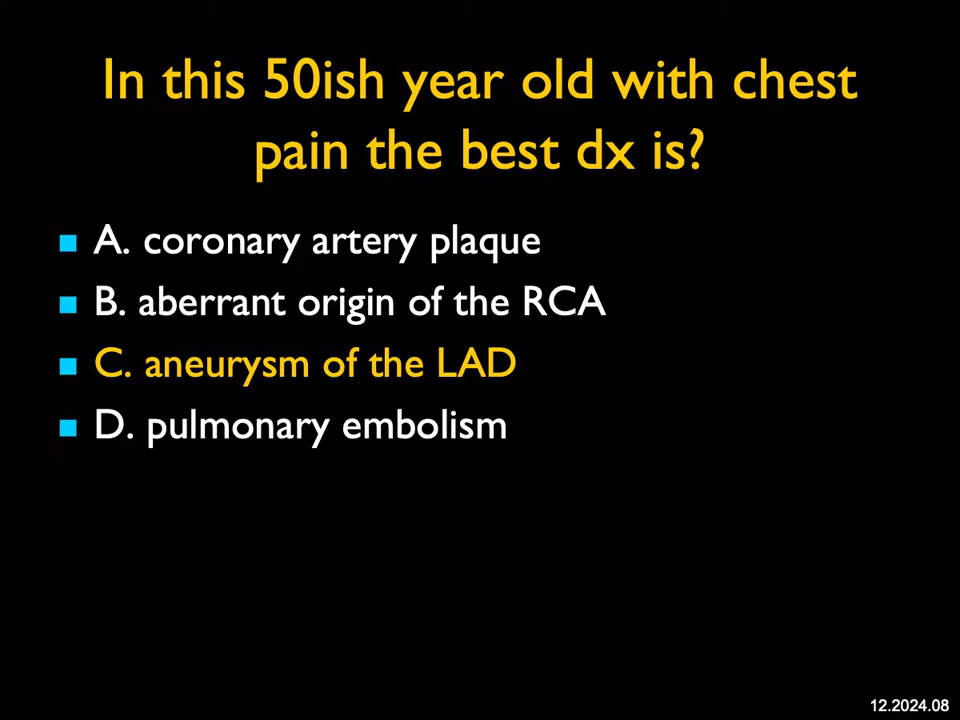 In this 50ish year old with chest
pain the best dx is?
A. coronary artery plaque
B. aberrant origin of the RCA
C. aneurysm of the LAD
D. pulmonary embolism
12.2024.08